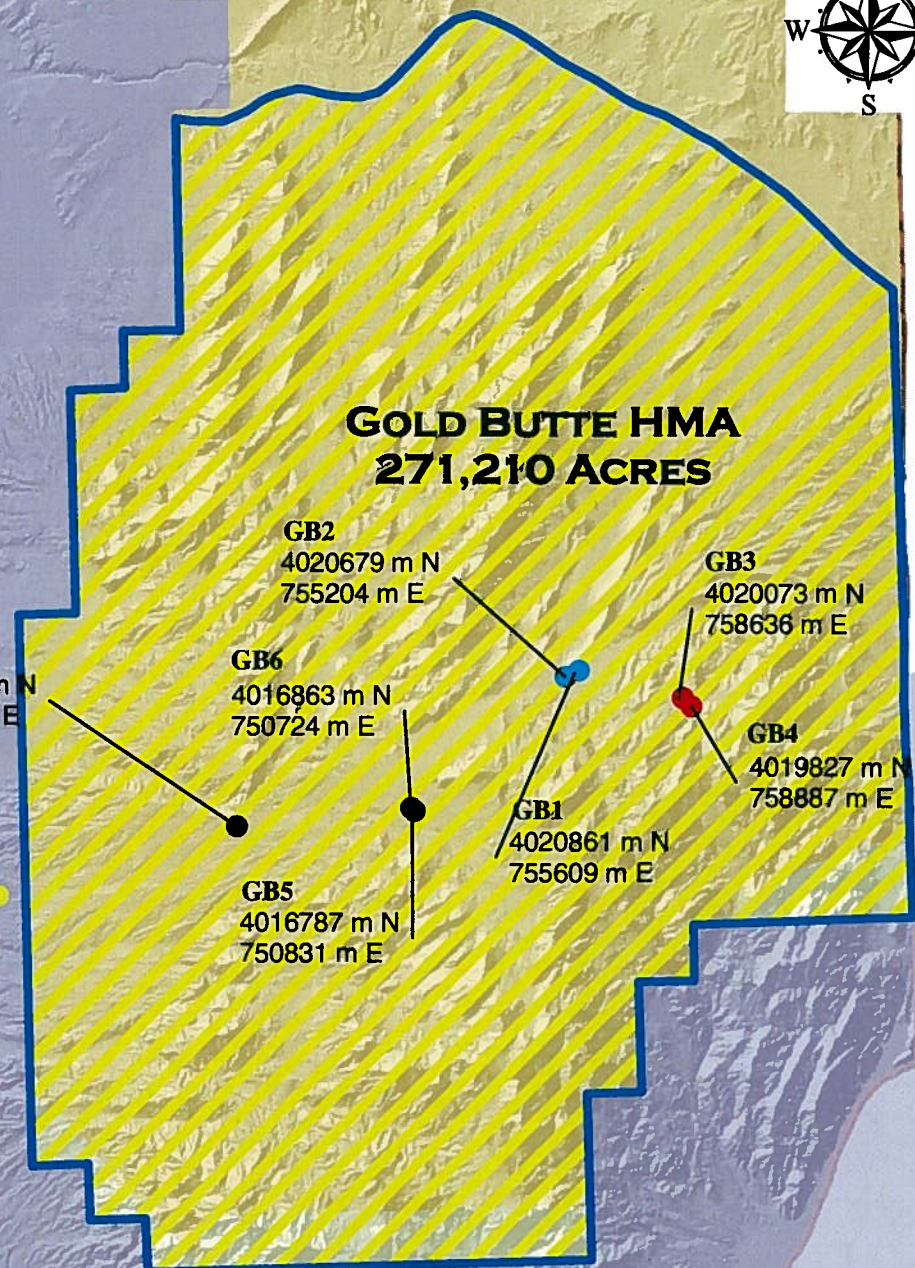 W
S
GOLD BUTTE HMA
271,210 ACRES
GB2
4020679 m N
755204 m E
GB3
4020073 m N
758636 m E
GB6
4016863 m N
750724 m E
m N
E
GB4
4019827 m N
758887 m E
GB1
4020861 m N
755609 m E
GB5
4016787 m N
750831 m E